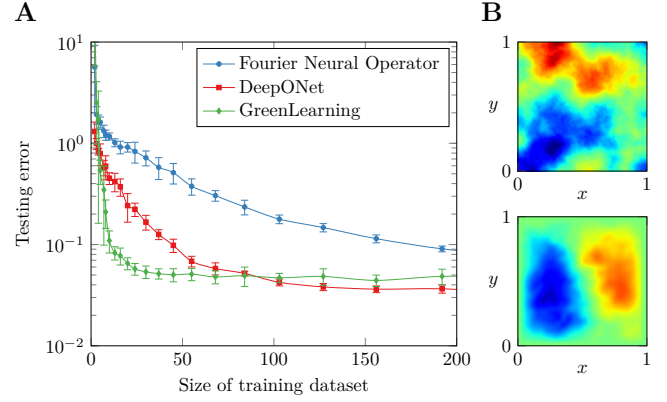 A
B
10^1
10^0
10^{-1}
10^{-2}
Testing error
0 50 100 150 200
Size of training dataset
Fourier Neural Operator
DeepONet
GreenLearning
1
y
0
0 x 1
1
y
0
0 x 1